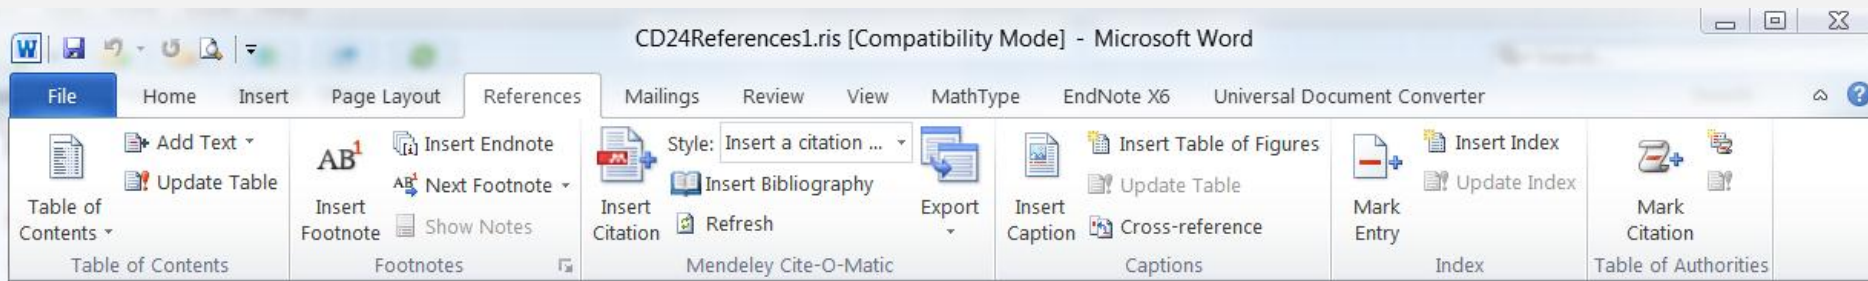 CD24References1.ris [Compatibility Mode] - Microsoft Word
File Home Insert Page Layout References Mailings Review View MathType EndNote X6 Universal Document Converter
Table of
Contents
Add Text
Update Table
Table of Contents
AB1
Insert
Footnote
Insert Endnote
Next Footnote
Show Notes
Footnotes
Insert
Citation
Style: Insert a citation ...
Insert Bibliography
Refresh
Export
Mendeley Cite-O-Matic
Insert
Caption
Insert Table of Figures
Update Table
Cross-reference
Captions
Mark
Entry
Insert Index
Update Index
Index
Mark
Citation
Table of Authorities